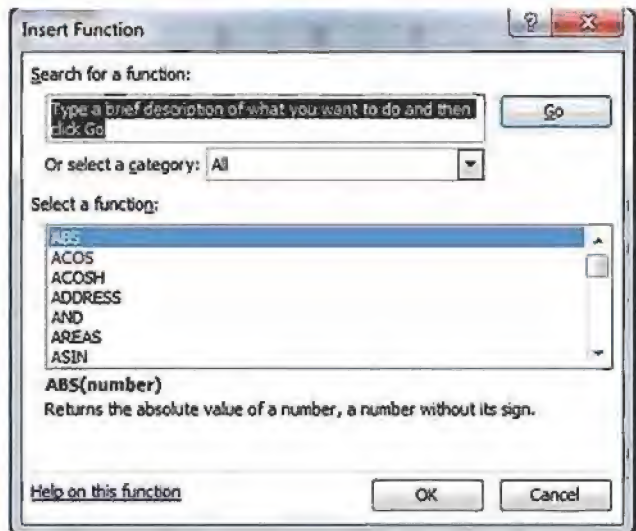 Insert Function
Search for a function:
Type a brief description of what you want to do and then
click Go
Go
Or select a category: All
Select a function:
ABS
ACOS
ACOSH
ADDRESS
AND
AREAS
ASIN
ABS(number)
Returns the absolute value of a number, a number without its sign.
Help on this function
OK
Cancel